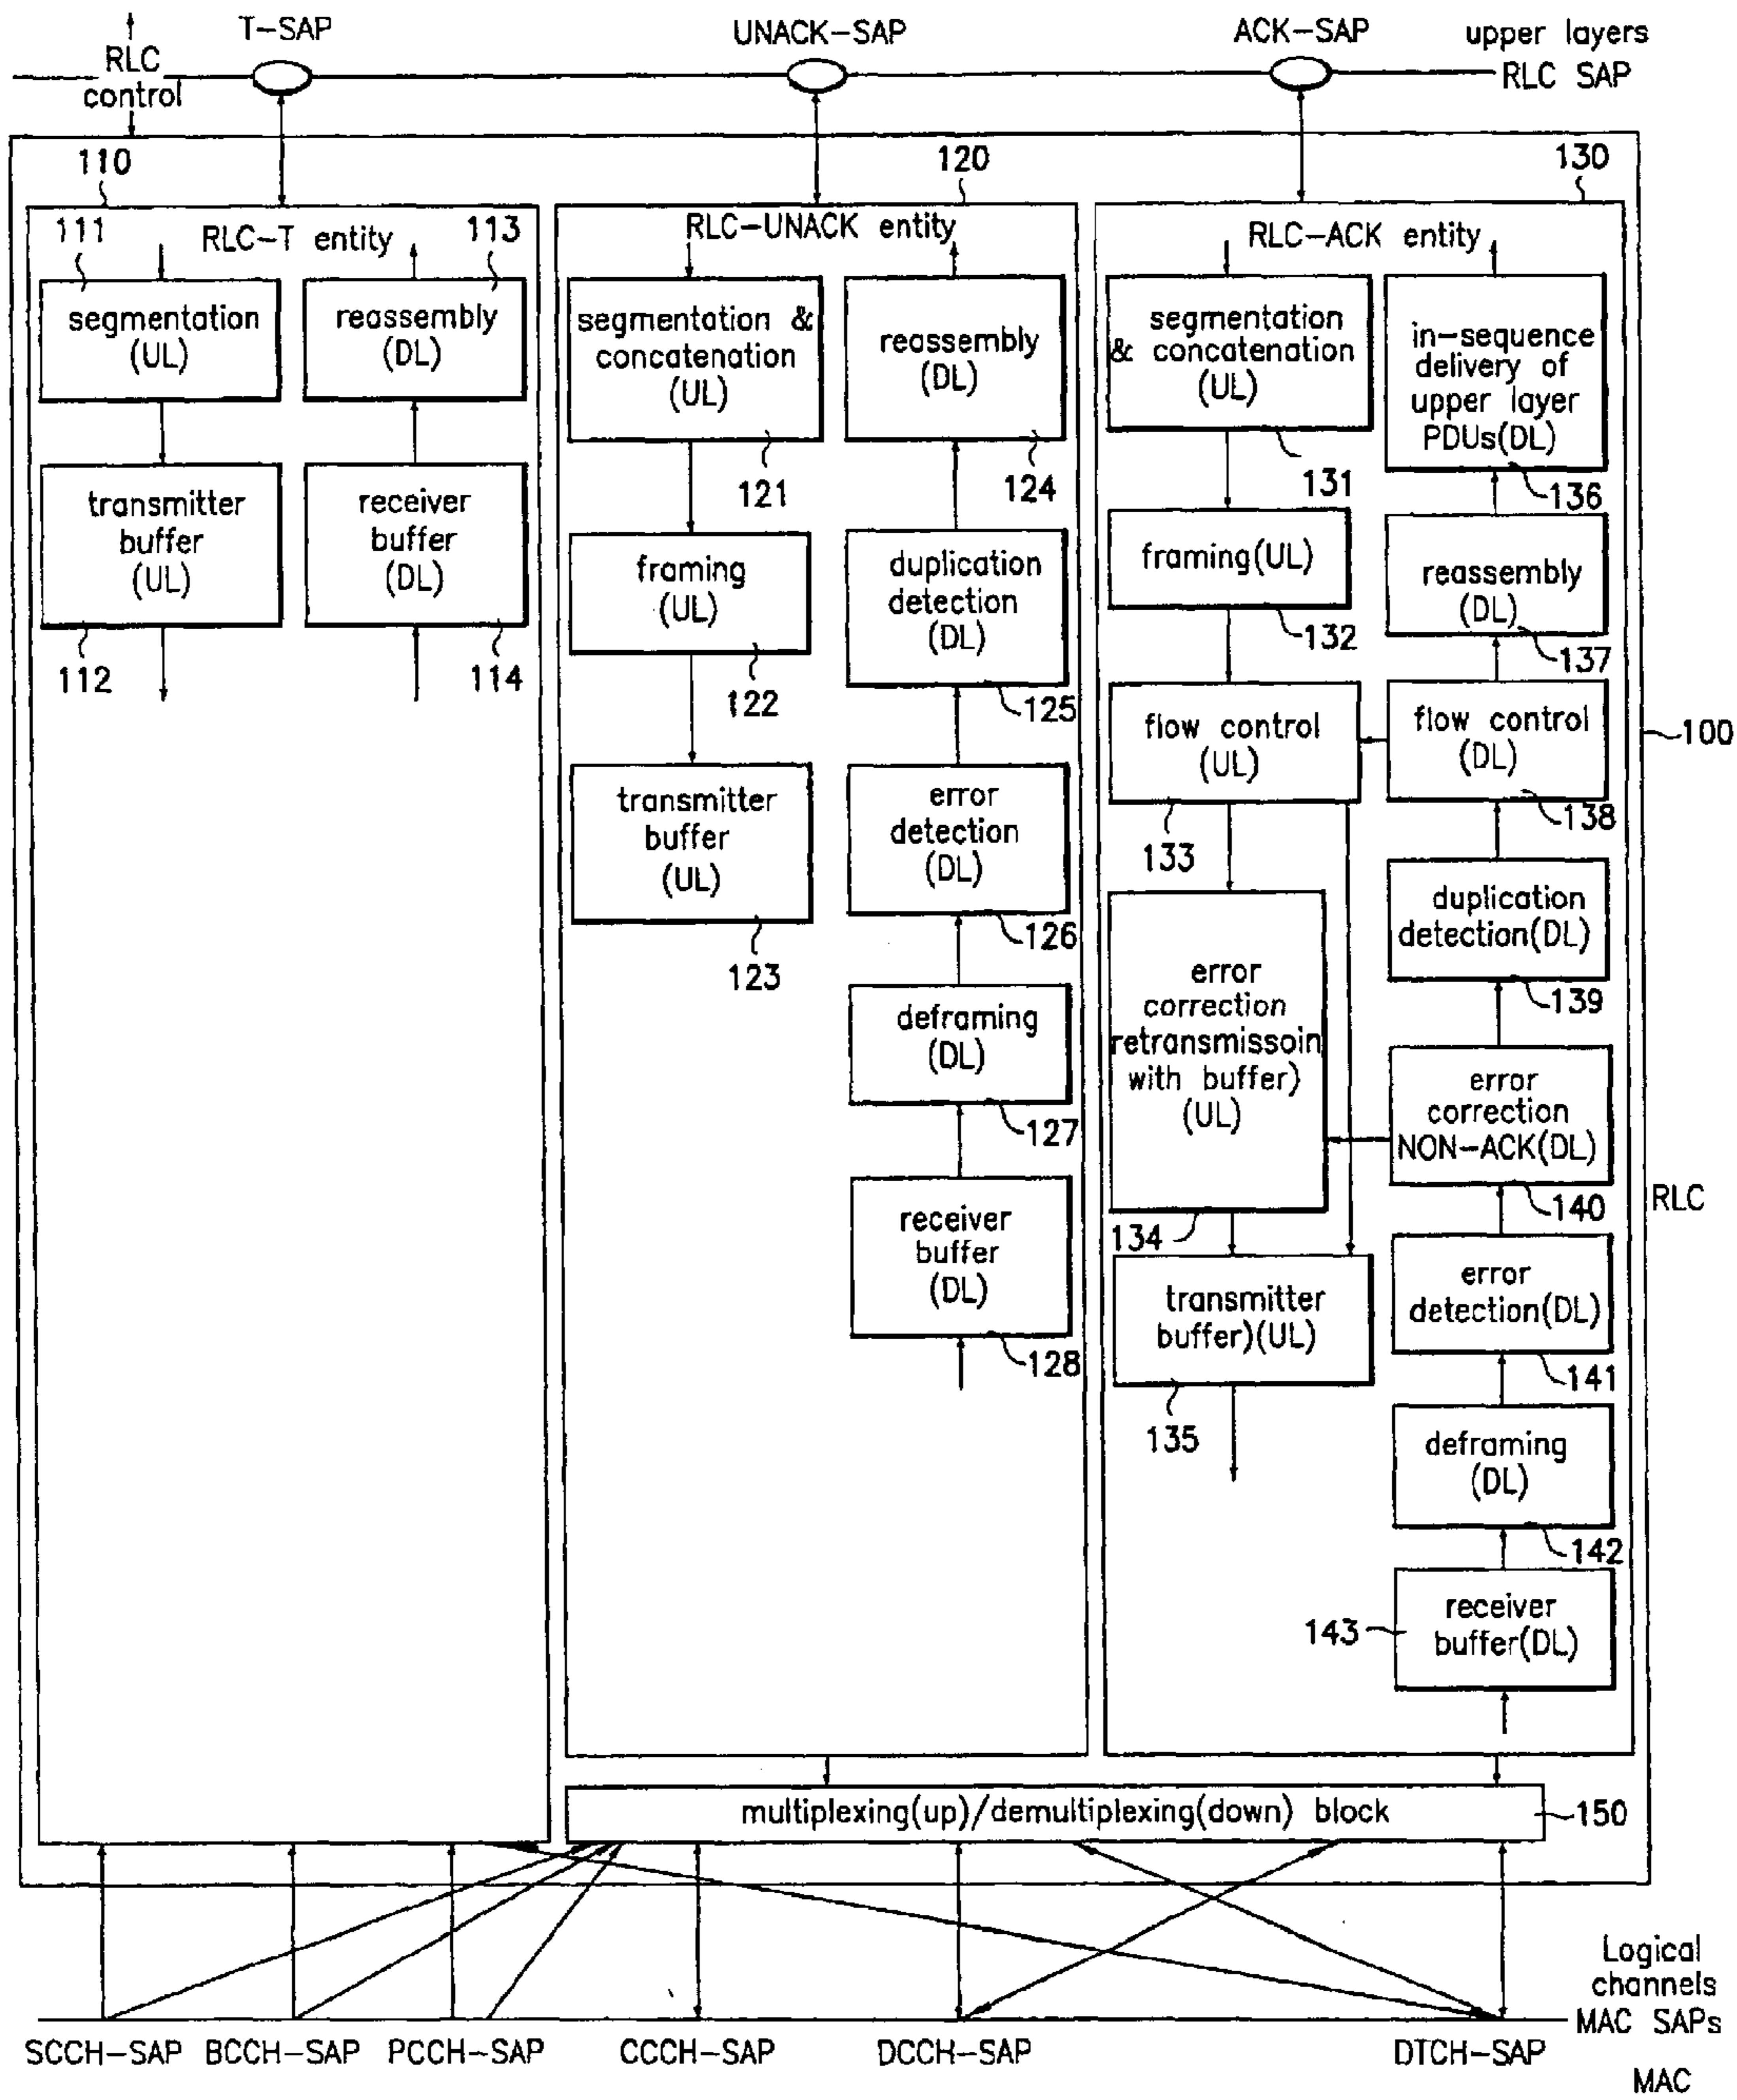 T-SAP
UNACK-SAP
ACK-SAP
upper layers
RLC
control
RLC SAP
110
120
130
111
RLC-T entity
113
RLC-UNACK entity
RLC-ACK entity
segmentation
(UL)
reassembly
(DL)
segmentation &
concatenation
(UL)
reassembly
(DL)
segmentation
& concatenation
(UL)
in-sequence
delivery of
upper layer
PDUs(DL)
121
124
131
136
transmitter
buffer
(UL)
receiver
buffer
(DL)
framing
(UL)
duplication
detection
(DL)
framing(UL)
reassembly
(DL)
112
114
122
125
132
137
transmitter
buffer
(UL)
error
detection
(DL)
flow control
(UL)
flow control
(DL)
100
123
126
133
138
deframing
(DL)
error
correction
retransmissoin
with buffer)
(UL)
duplication
detection(DL)
139
127
error
correction
NON-ACK(DL)
RLC
receiver
buffer
(DL)
134
140
128
transmitter
buffer)(UL)
error
detection(DL)
135
141
deframing
(DL)
142
143
receiver
buffer(DL)
multiplexing(up)/demultiplexing(down) block
150
Logical
channels
MAC SAPs
SCCH-SAP
BCCH-SAP
PCCH-SAP
CCCH-SAP
DCCH-SAP
DTCH-SAP
MAC